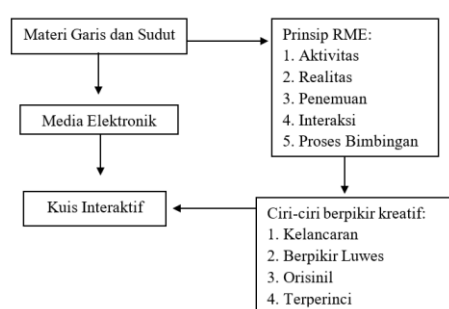 Materi Garis dan Sudut
Media Elektronik
Kuis Interaktif
Prinsip RME:
1. Aktivitas
2. Realitas
3. Penemuan
4. Interaksi
5. Proses Bimbingan
Ciri-ciri berpikir kreatif:
1. Kelancaran
2. Berpikir Luwes
3. Orisinil
4. Terperinci